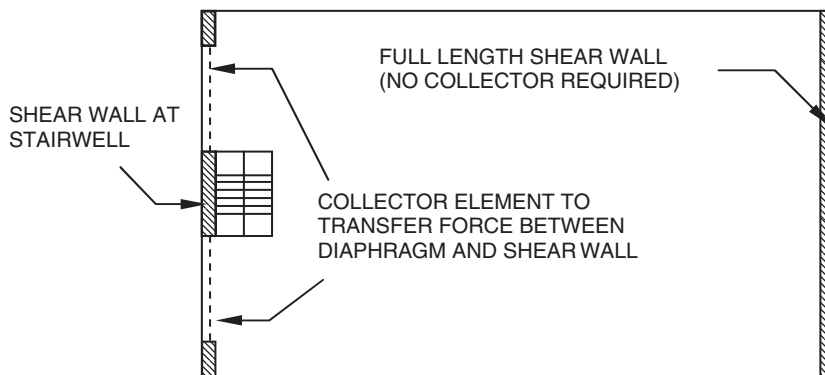 FULL LENGTH SHEAR WALL
(NO COLLECTOR REQUIRED)
SHEAR WALL AT
STAIRWELL
COLLECTOR ELEMENT TO
TRANSFER FORCE BETWEEN
DIAPHRAGM AND SHEAR WALL